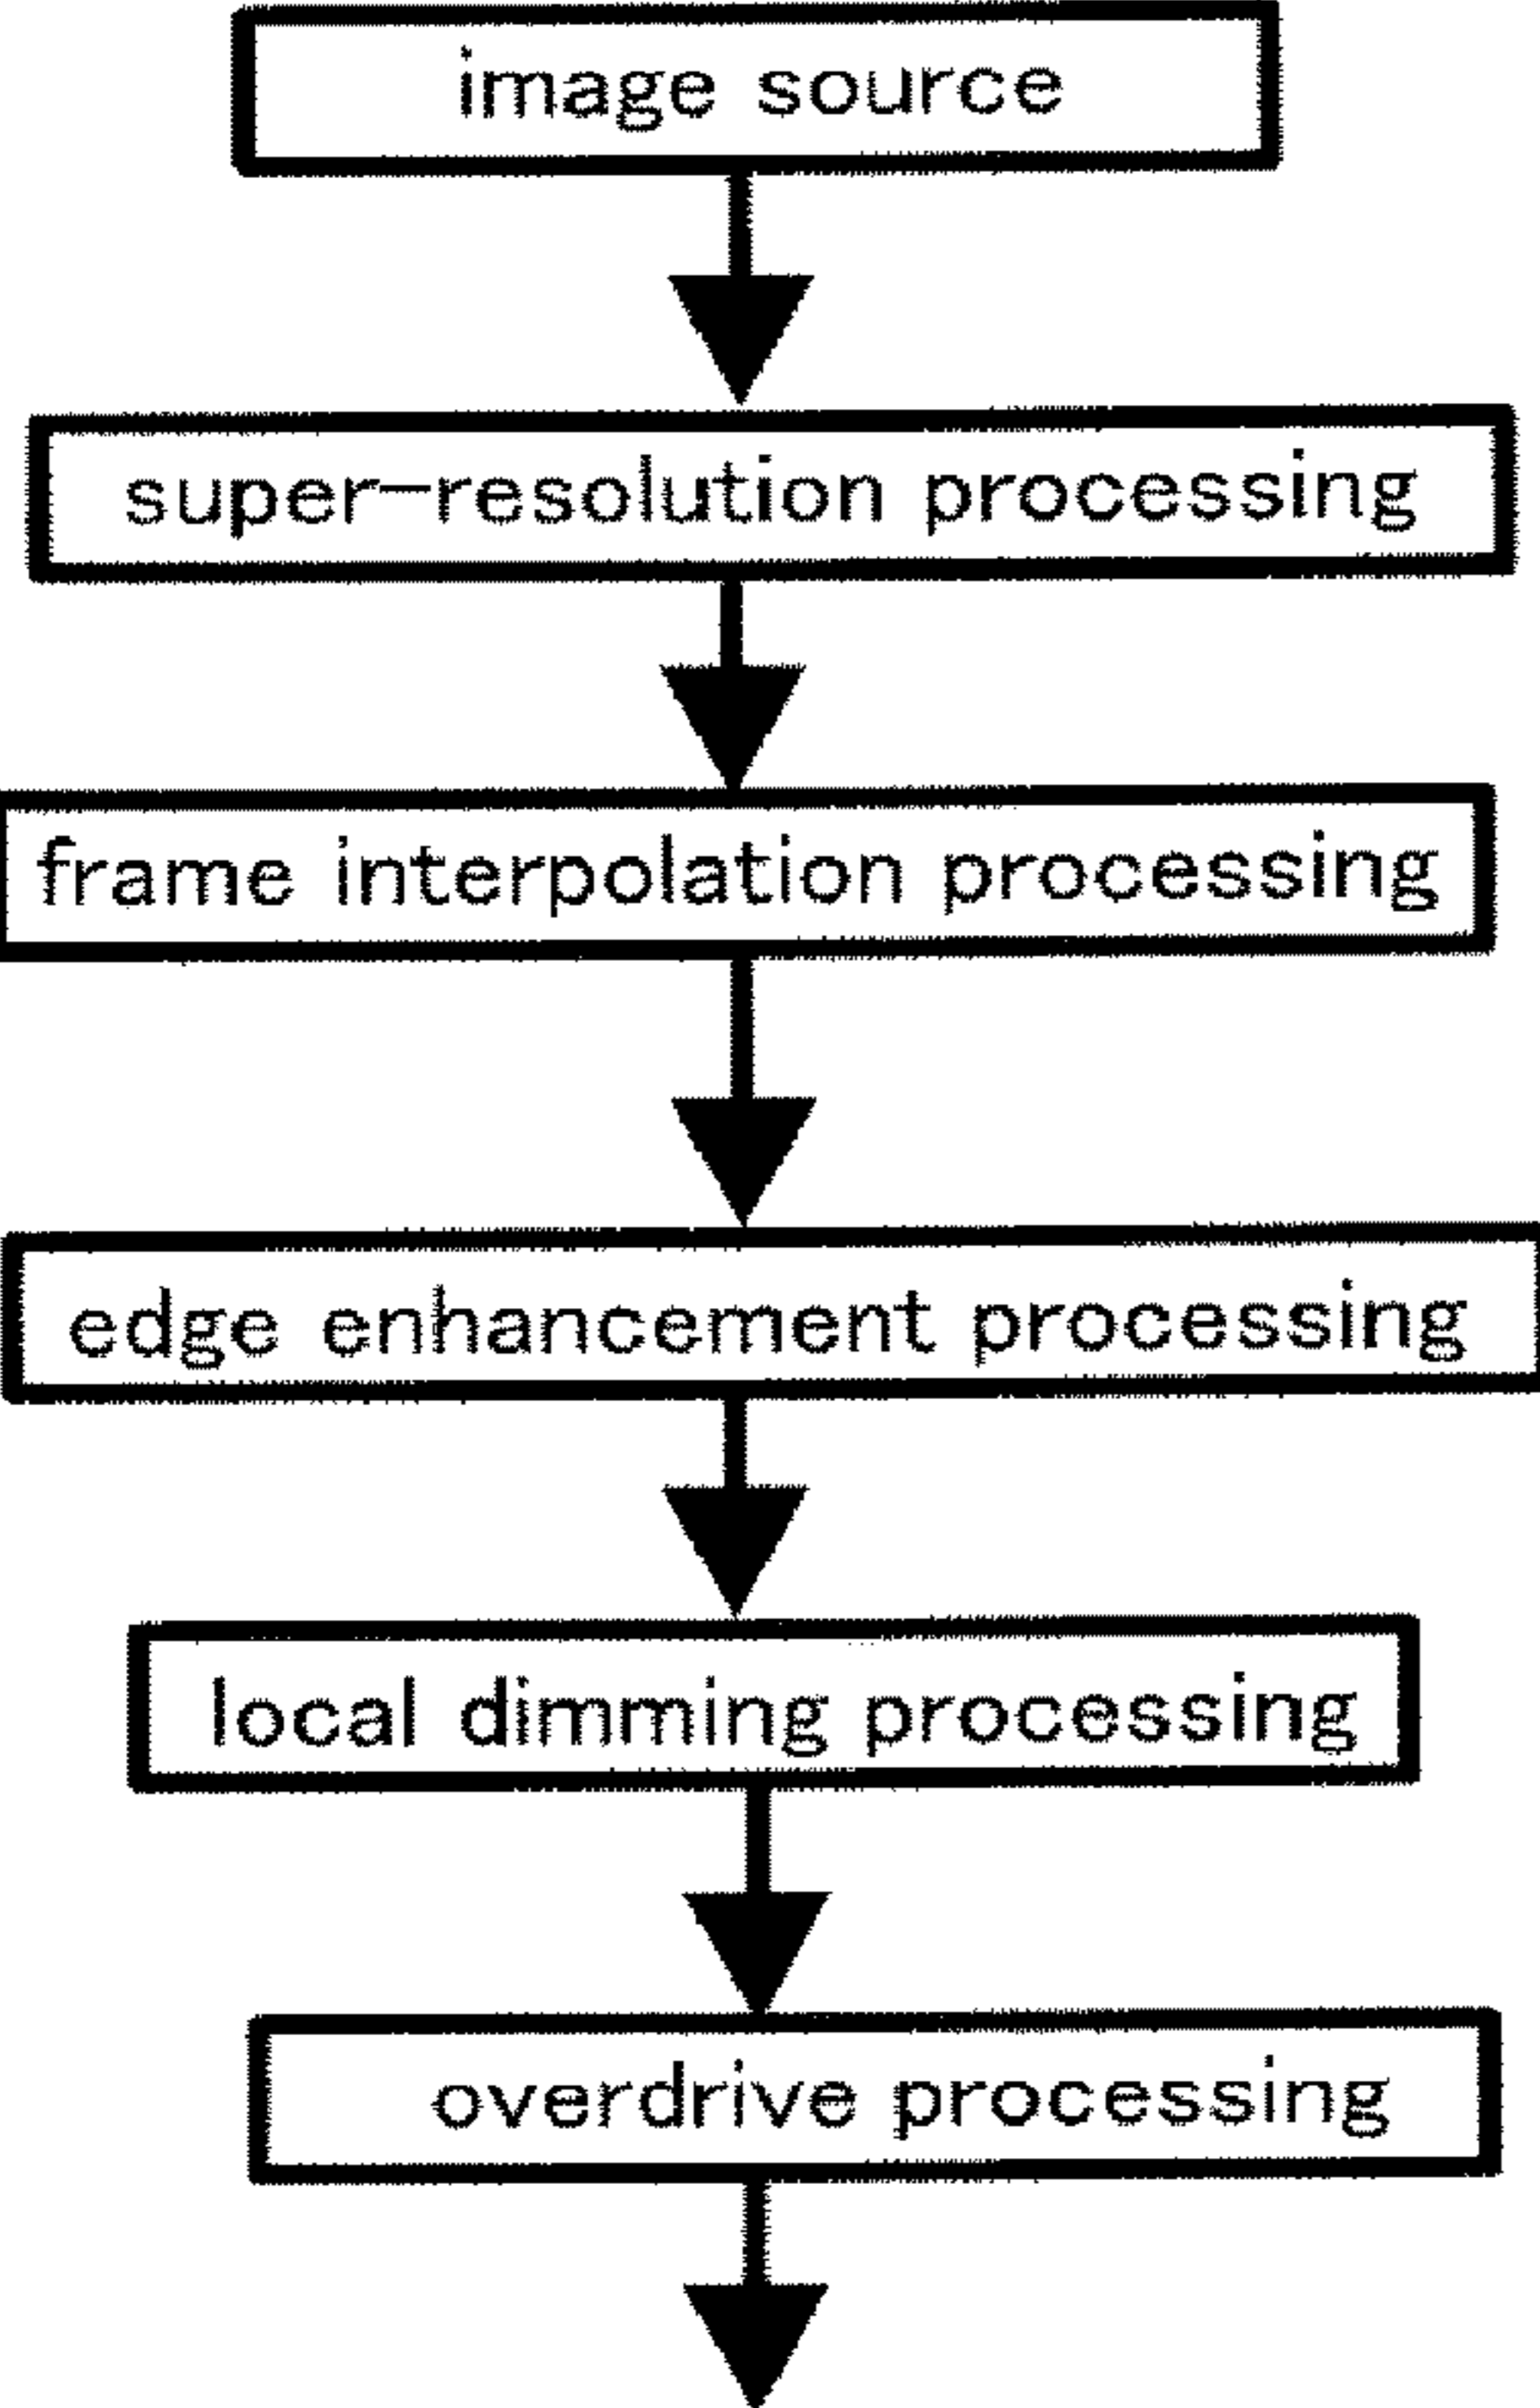 image source
super-resolution processing
frame interpolation processing
edge enhancement processing
local dimming processing
overdrive processing